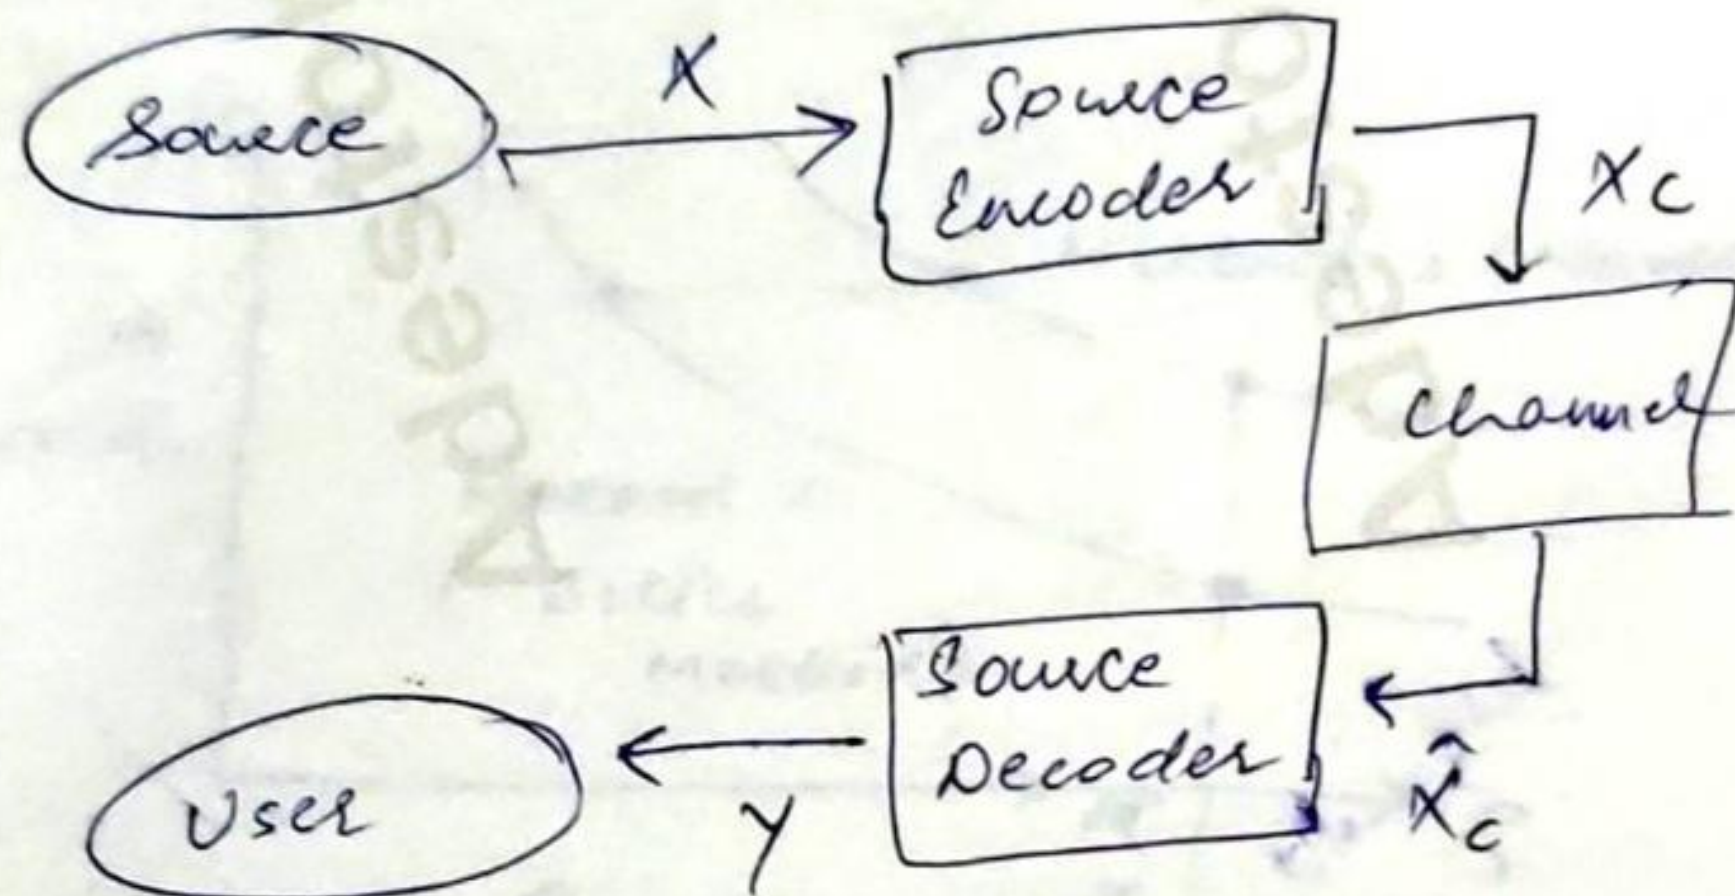 Source
X
Source
Encoder
Xc
Channel
Source
Decoder
X̂c
Y
User